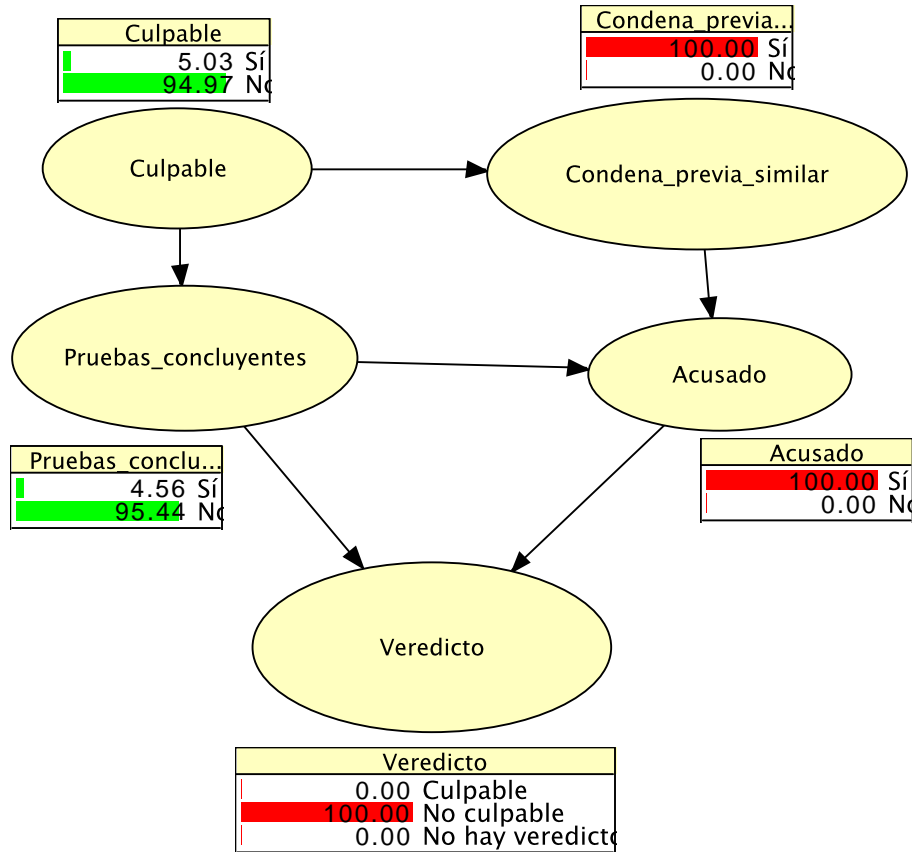 Culpable
5.03 Sí
94.97 No
Condena_previa...
100.00 Sí
0.00 No
Culpable
Condena_previa_similar
Pruebas_concluyentes
Acusado
Pruebas_conclu...
4.56 Sí
95.44 No
Acusado
100.00 Sí
0.00 No
Veredicto
Veredicto
0.00 Culpable
100.00 No culpable
0.00 No hay veredicto